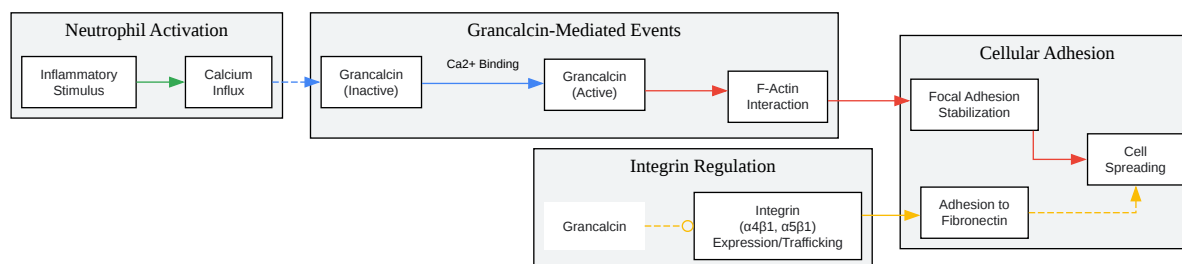 Neutrophil Activation
Inflammatory
Stimulus
Calcium
Influx
Grancalcin-Mediated Events
Grancalcin
(Inactive)
Ca2+ Binding
Grancalcin
(Active)
F-Actin
Interaction
Cellular Adhesion
Focal Adhesion
Stabilization
Cell
Spreading
Adhesion to
Fibronectin
Integrin Regulation
Grancalcin
Integrin
(α4β1, α5β1)
Expression/Trafficking